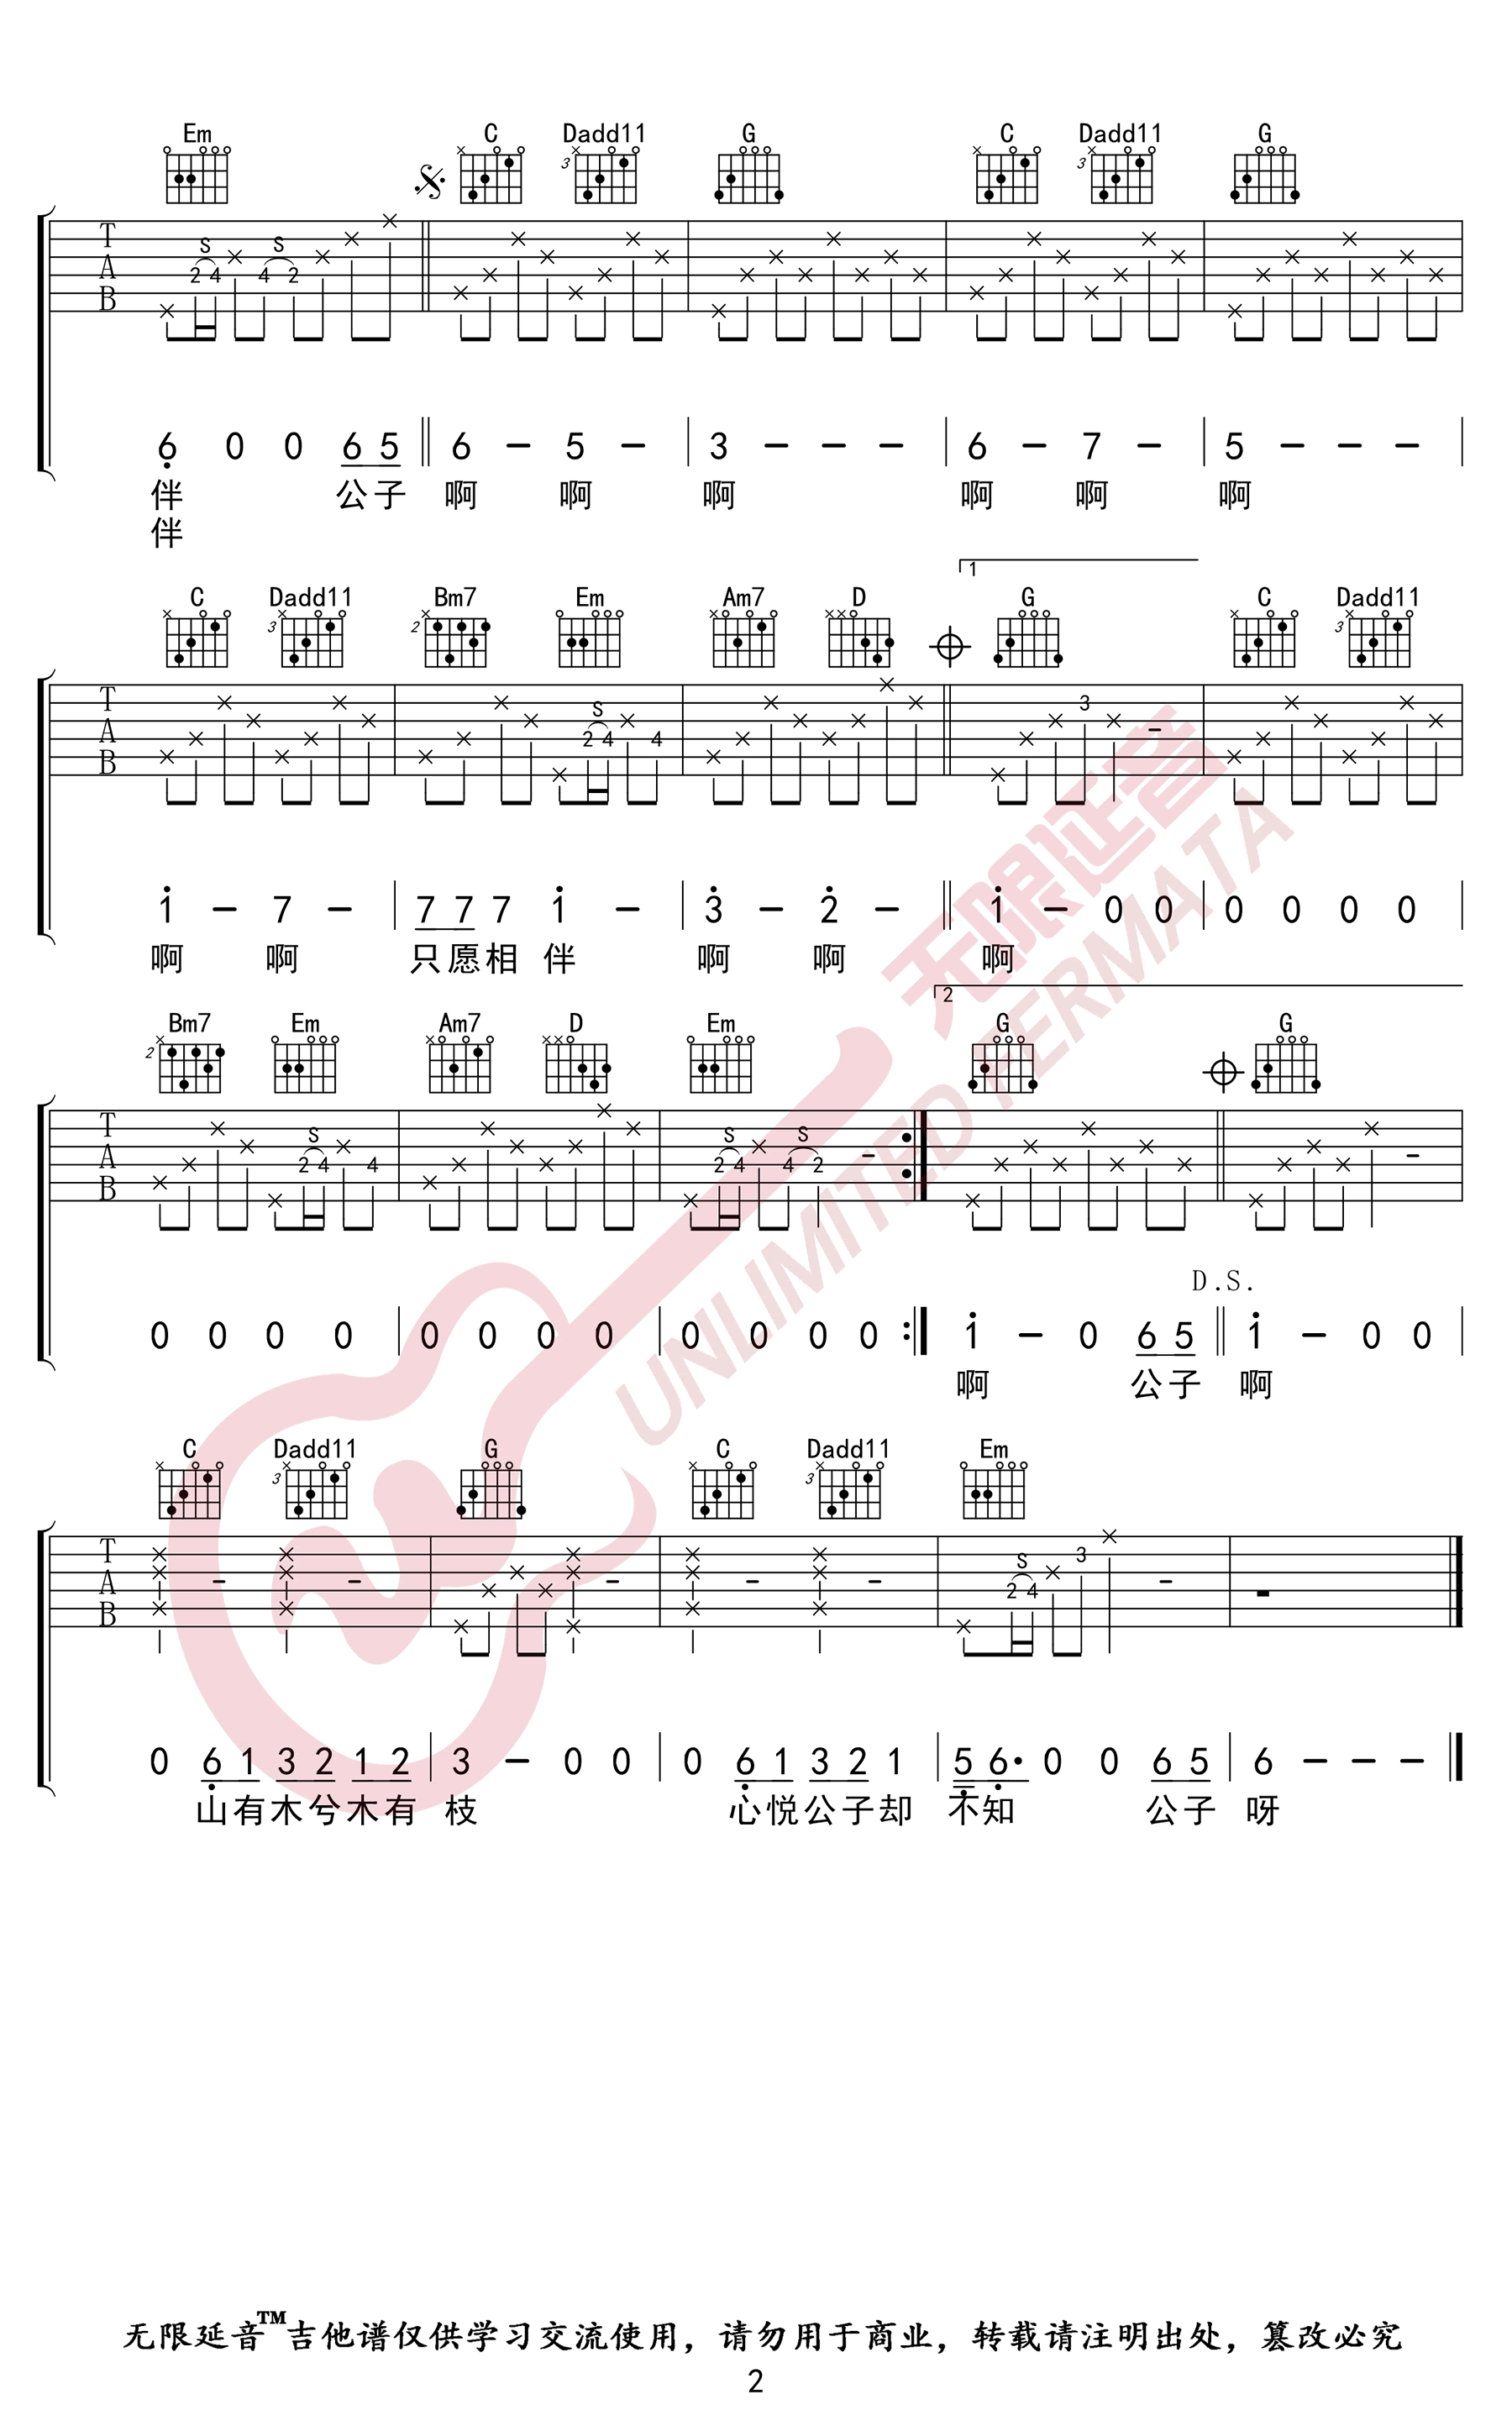 Em C Dadd11 G C Dadd11 G
3 3
T A B
S S
2 4 4 2
6 0 0 6 5 6 - 5 - 3 - - - 6 - 7 - 5 - - -
伴 公子 啊 啊 啊 啊 啊 啊
伴
1
C Dadd11 Bm7 Em Am7 D G C Dadd11
3 2 3
T A B
S
2 4 4 3
1 - 7 - 7 7 7 1 - 3 - 2 - 1 - 0 0 0 0 0 0
啊 啊 只愿相 伴 啊 啊 啊
2
Bm7 Em Am7 D Em G G
2
T A B
S S S
2 4 4 2 4 4 2
D.S.
0 0 0 0 0 0 0 0 0 0 0 0 1 - 0 6 5 1 - 0 0
啊 公子 啊
C Dadd11 G C Dadd11 Em
3 3
T A B
S
2 4 3
0 6 1 3 2 1 2 3 - 0 0 0 6 1 3 2 1 5 6· 0 0 6 5 6 - - -
山有木兮木有 枝 心悦公子却 不知 公子 呀
无限延音
UNLIMITED FERMATA
无限延音™吉他谱仅供学习交流使用，请勿用于商业，转载请注明出处，篡改必究
2